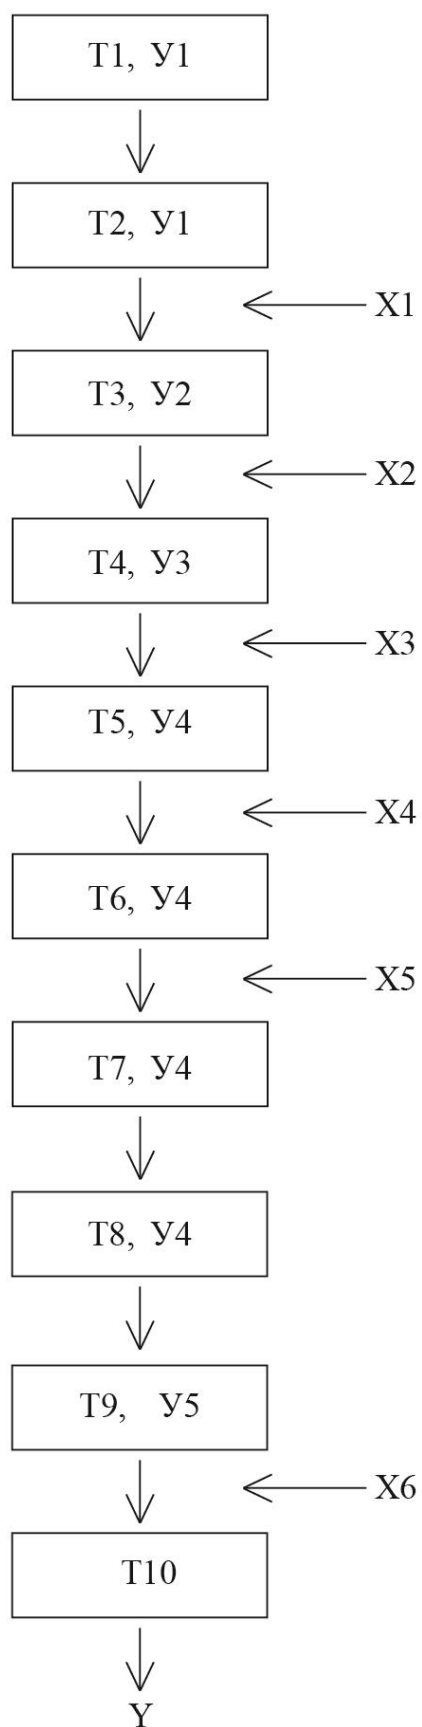 Т1, У1
Т2, У1
X1
Т3, У2
X2
Т4, У3
X3
Т5, У4
X4
Т6, У4
X5
Т7, У4
Т8, У4
Т9, У5
X6
Т10
Y